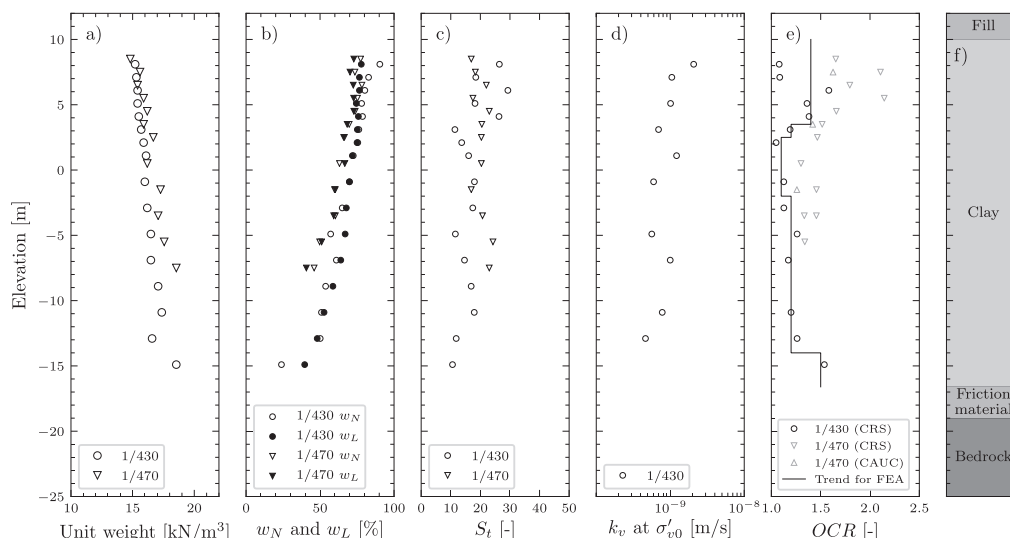 a)
b)
c)
d)
e)
f)
Fill
Clay
Friction
material
Bedrock
Elevation [m]
10
5
0
−5
−10
−15
−20
−25
1/430
1/470
1/430 w_N
1/430 w_L
1/470 w_N
1/470 w_L
1/430
1/470
1/430
1/430 (CRS)
1/470 (CRS)
1/470 (CAUC)
Trend for FEA
10 15 20
0 50 100
0 10 20 30 40 50
10⁻⁹ 10⁻⁸
1.0 1.5 2.0 2.5
Unit weight [kN/m³]
w_N and w_L [%]
S_t [-]
k_v at σ′_v0 [m/s]
OCR [-]